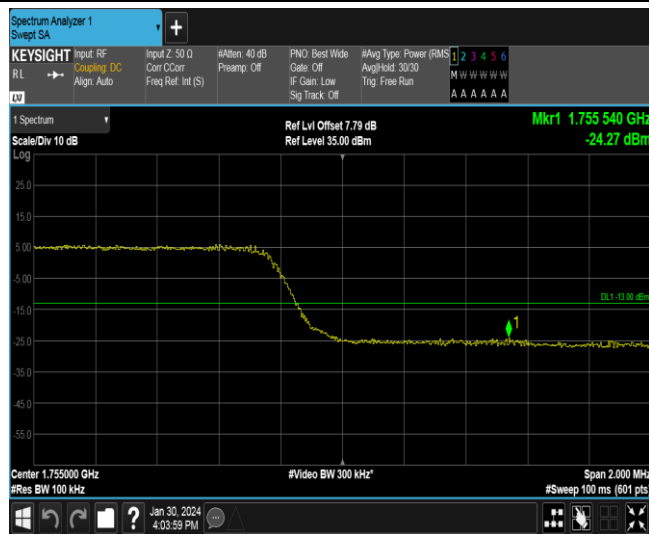 Spectrum Analyzer 1
Swept SA
+
KEYSIGHT
RL
LXI
Input: RF
Coupling: DC
Align: Auto
Input Z: 50 Ω
Corr CCorr
Freq Ref: Int (S)
#Atten: 40 dB
Preamp: Off
PNO: Best Wide
Gate: Off
IF Gain: Low
Sig Track: Off
#Avg Type: Power (RMS
Avg|Hold: 30/30
Trig: Free Run
1 2 3 4 5 6
M W W W W W
A A A A A A
1 Spectrum
Scale/Div 10 dB
Log
Ref Lvl Offset 7.79 dB
Ref Level 35.00 dBm
Mkr1 1.755 540 GHz
-24.27 dBm
25.0
15.0
5.00
-5.00
DL1 -13.00 dBm
-15.0
1
-25.0
-35.0
-45.0
-55.0
Center 1.755000 GHz
#Res BW 100 kHz
#Video BW 300 kHz*
Span 2.000 MHz
#Sweep 100 ms (601 pts)
?
Jan 30, 2024
4:03:59 PM